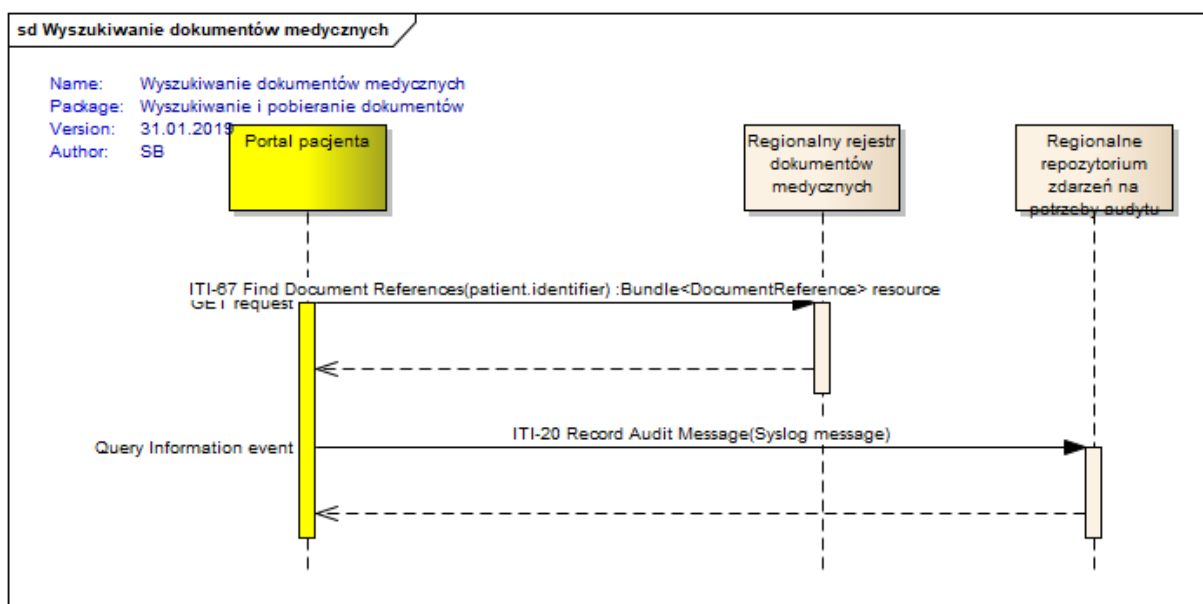 sd Wyszukiwanie dokumentów medycznych
Name: Wyszukiwanie dokumentów medycznych
Package: Wyszukiwanie i pobieranie dokumentów
Version: 31.01.2019
Author: SB
Portal pacjenta
Regionalny rejestr
dokumentów
medycznych
Regionalne
repozytorium
zdarzeń na
potrzeby audytu
ITI-67 Find Document References(patient.identifier) :Bundle<DocumentReference> resource
GET request
ITI-20 Record Audit Message(Syslog message)
Query Information event